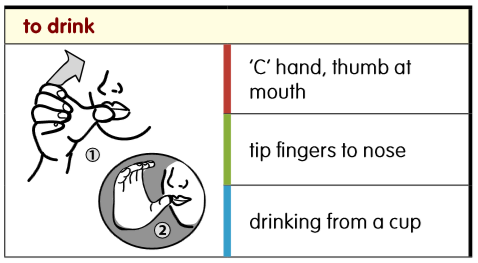 to drink
'C' hand, thumb at
mouth
tip fingers to nose
drinking from a cup
①
②